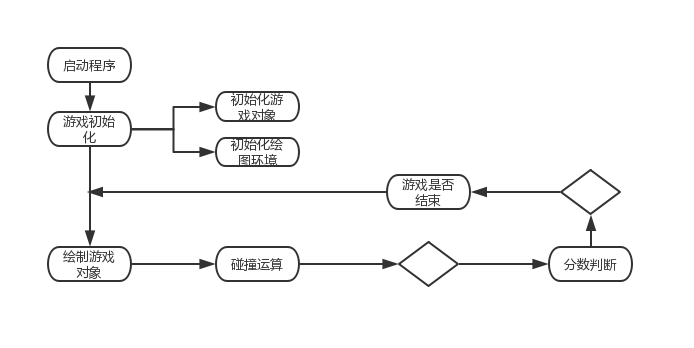 启动程序
游戏初始
化
初始化游
戏对象
初始化绘
图环境
游戏是否
结束
绘制游戏
对象
碰撞运算
分数判断